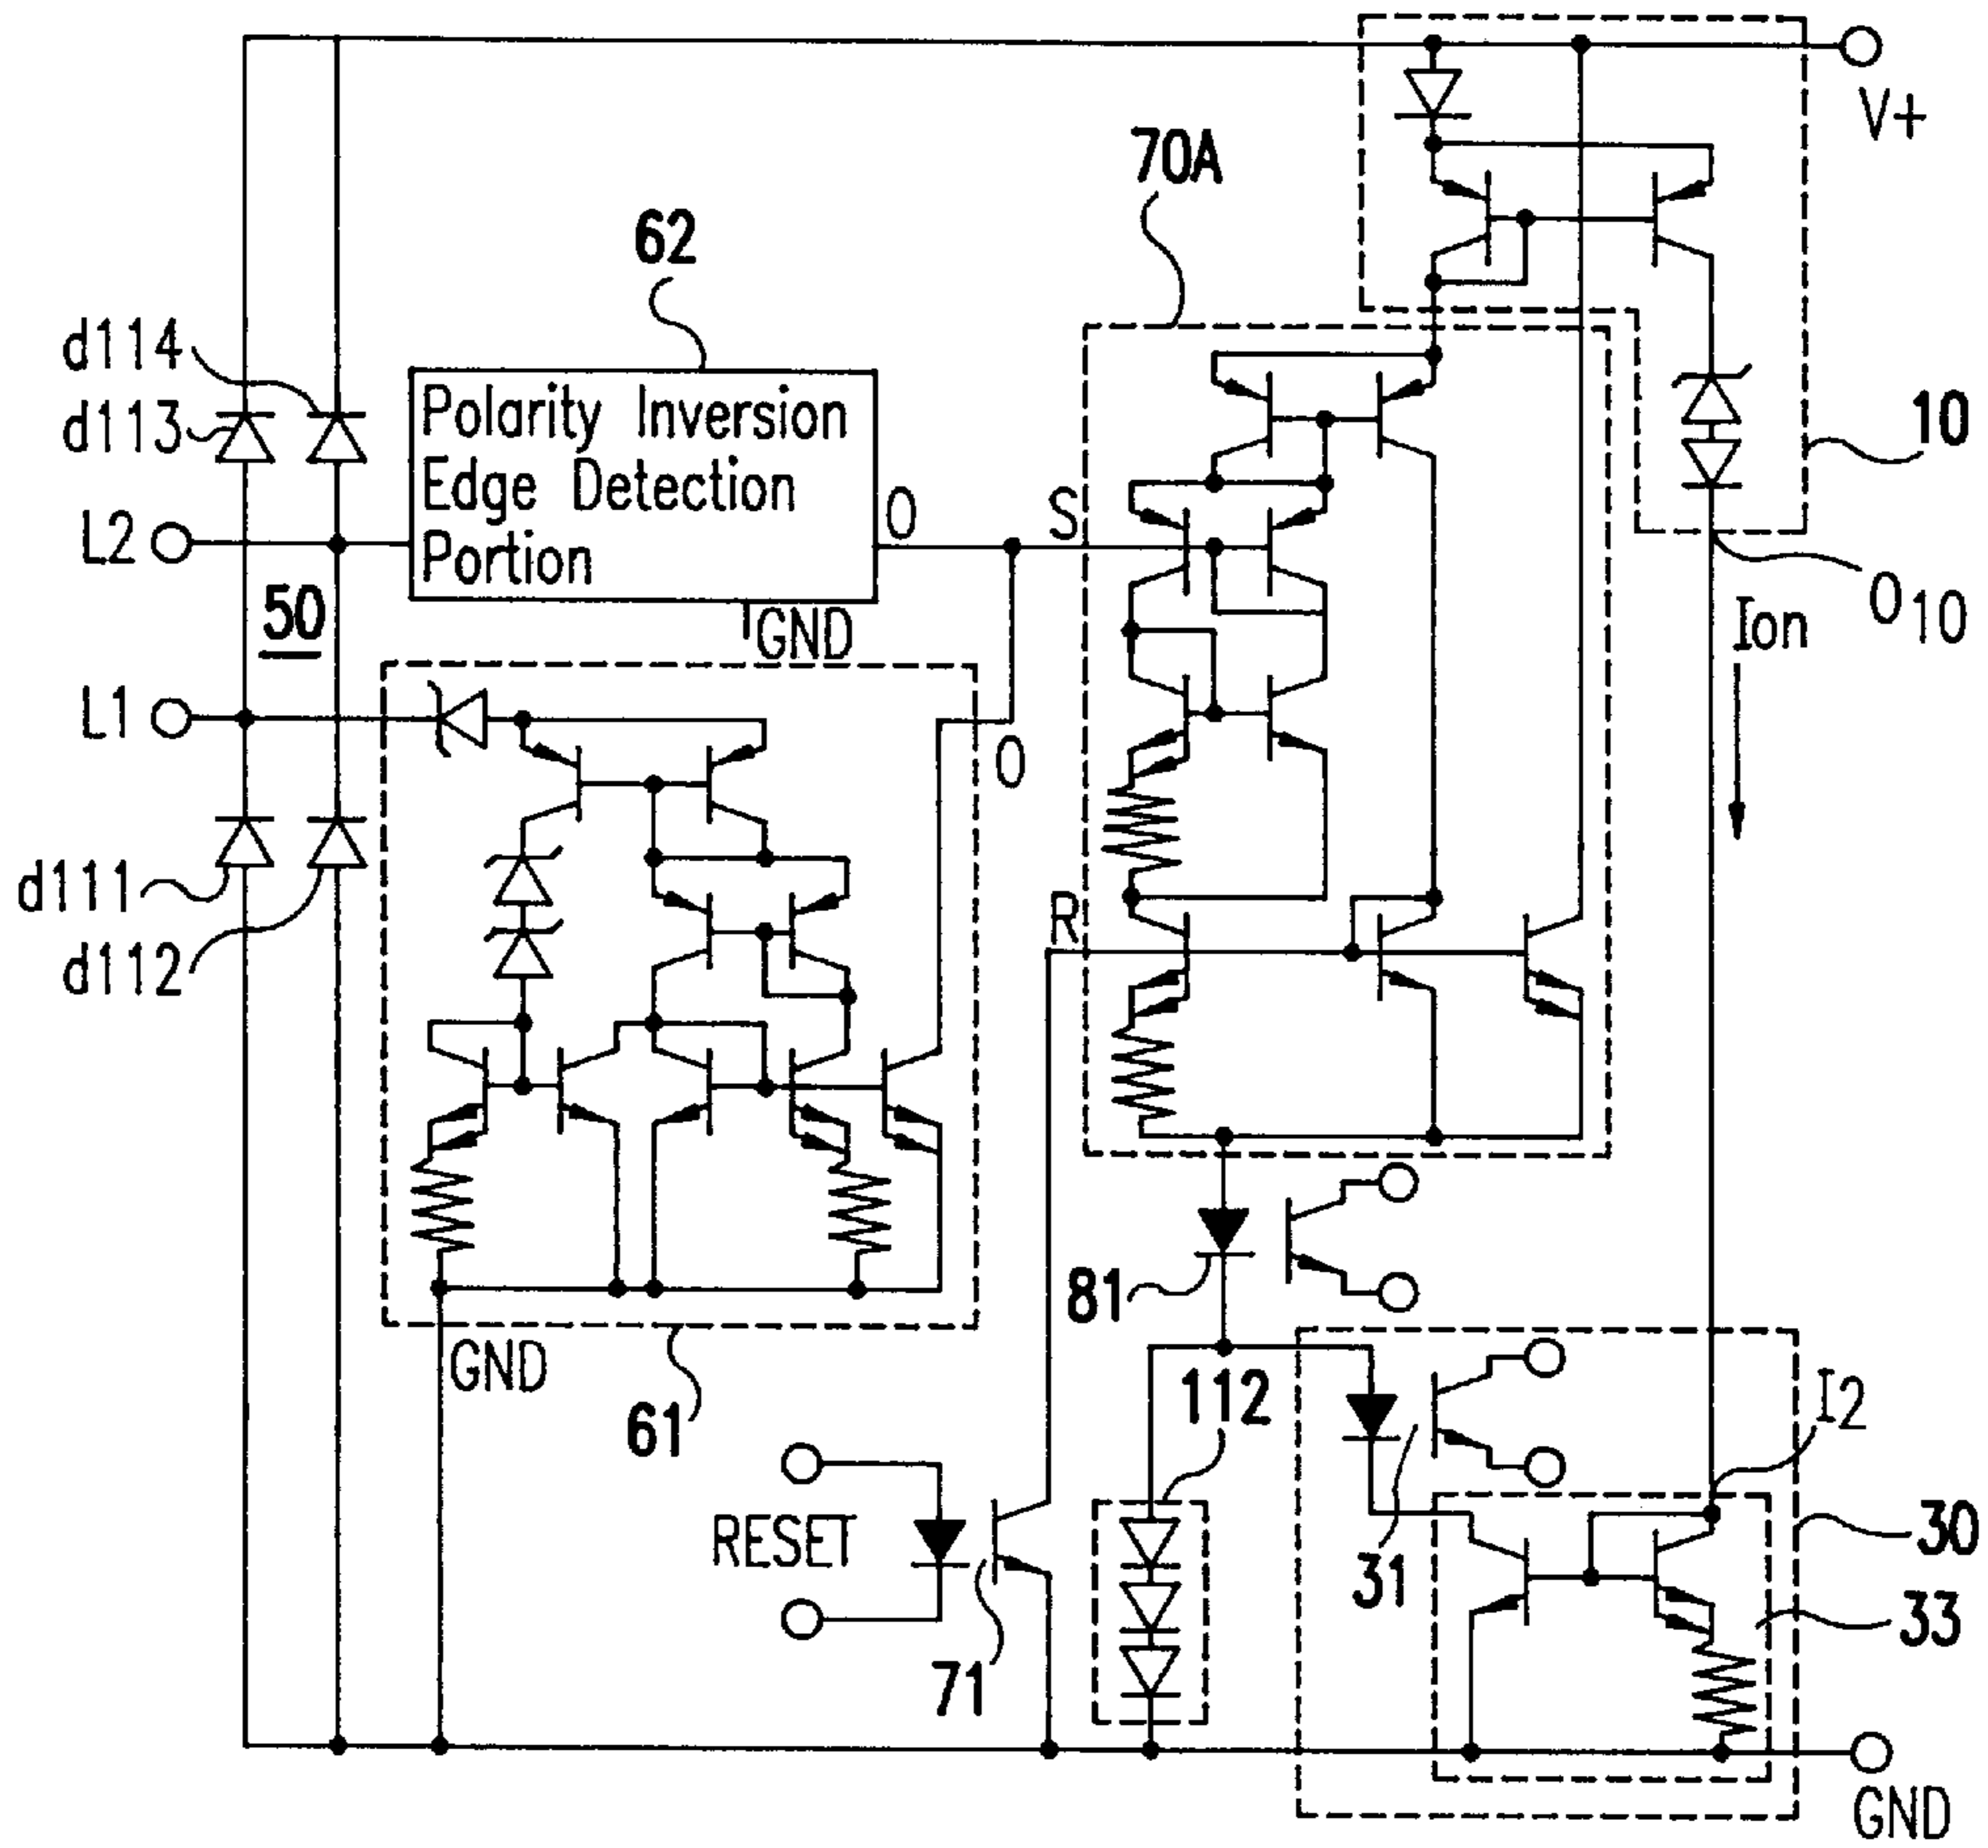 V+
70A
62
d114
d113
Polarity Inversion
Edge Detection
Portion
10
L2
O
S
50
GND
O10
Ion
L1
O
d111
R
d112
81
GND
61
112
I2
RESET
31
30
33
71
GND